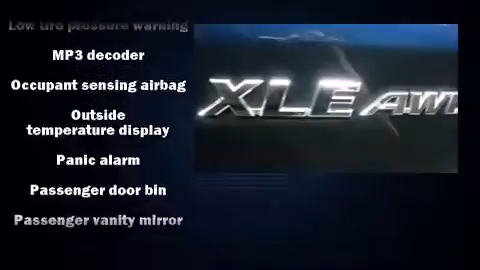 Low tire pressure warning
MP3 decoder
Occupant sensing airbag
Outside
temperature display
Panic alarm
Passenger door bin
Passenger vanity mirror
XLE AW